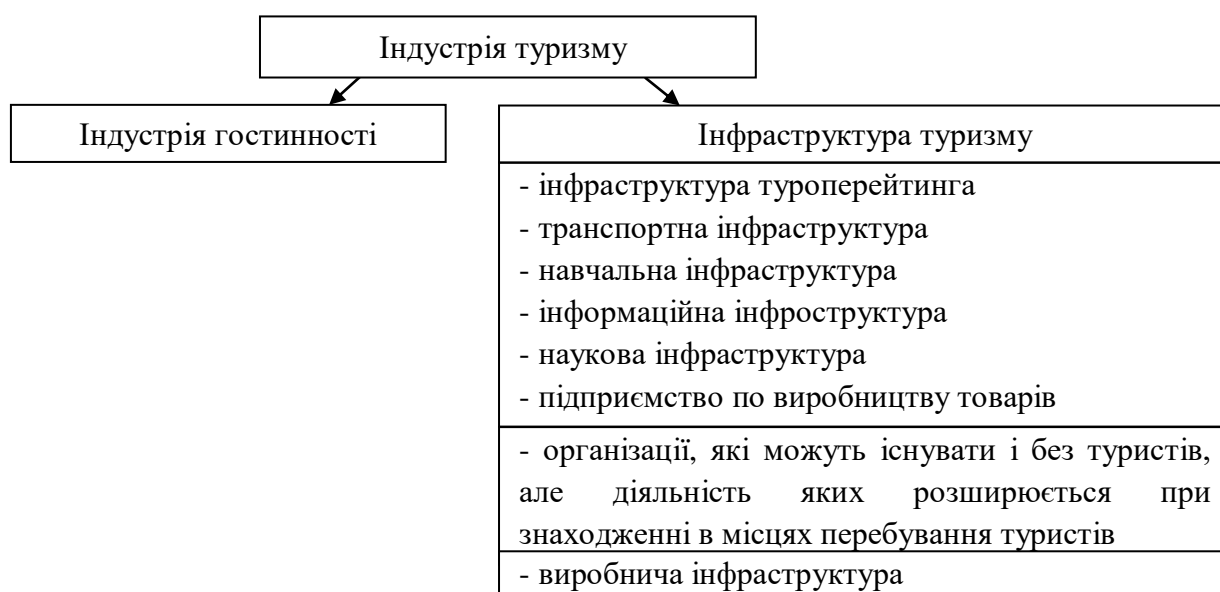 Індустрія туризму
Індустрія гостинності
Інфраструктура туризму
- інфраструктура туроперейтинга
- транспортна інфраструктура
- навчальна інфраструктура
- інформаційна інфроструктура
- наукова інфраструктура
- підприємство по виробництву товарів
- організації, які можуть існувати і без туристів,
але діяльність яких розширюється при
знаходженні в місцях перебування туристів
- виробнича інфраструктура